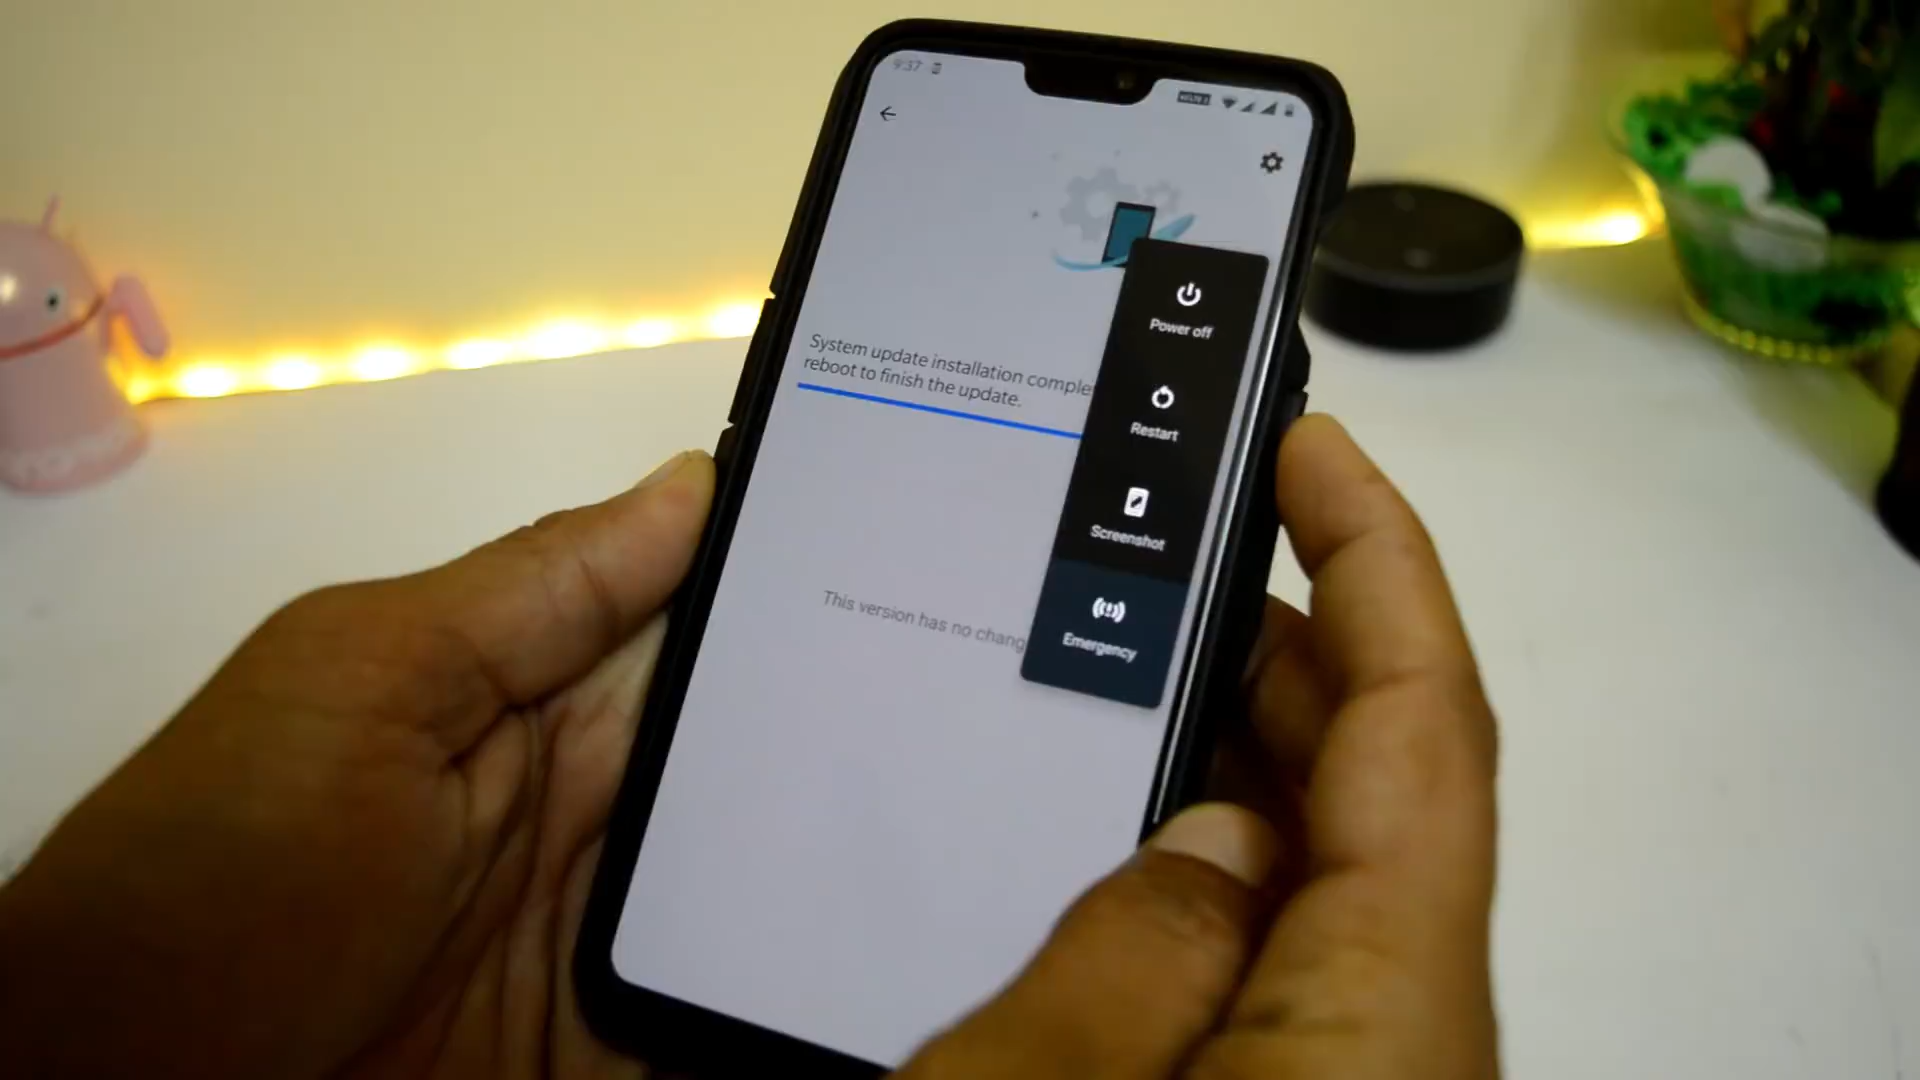 9:37
System update installation comple
reboot to finish the update.
Power off
Restart
Screenshot
Emergency
This version has no chang